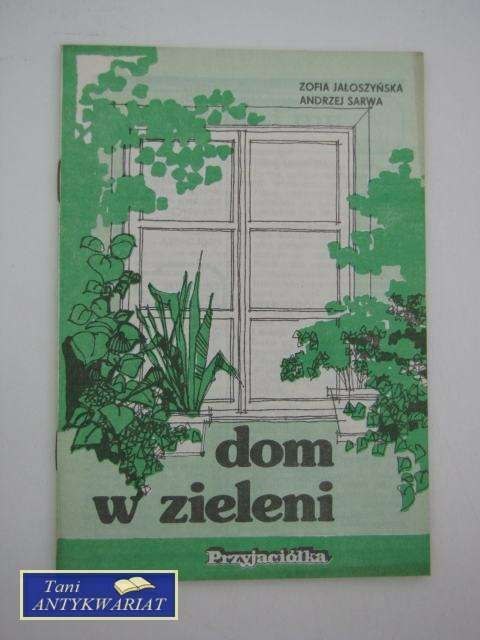 ZOFIA JAŁOSZYŃSKA
ANDRZEJ SARWA
dom
w zieleni
Przyjaciółka
Tani
ANTYKWARIAT